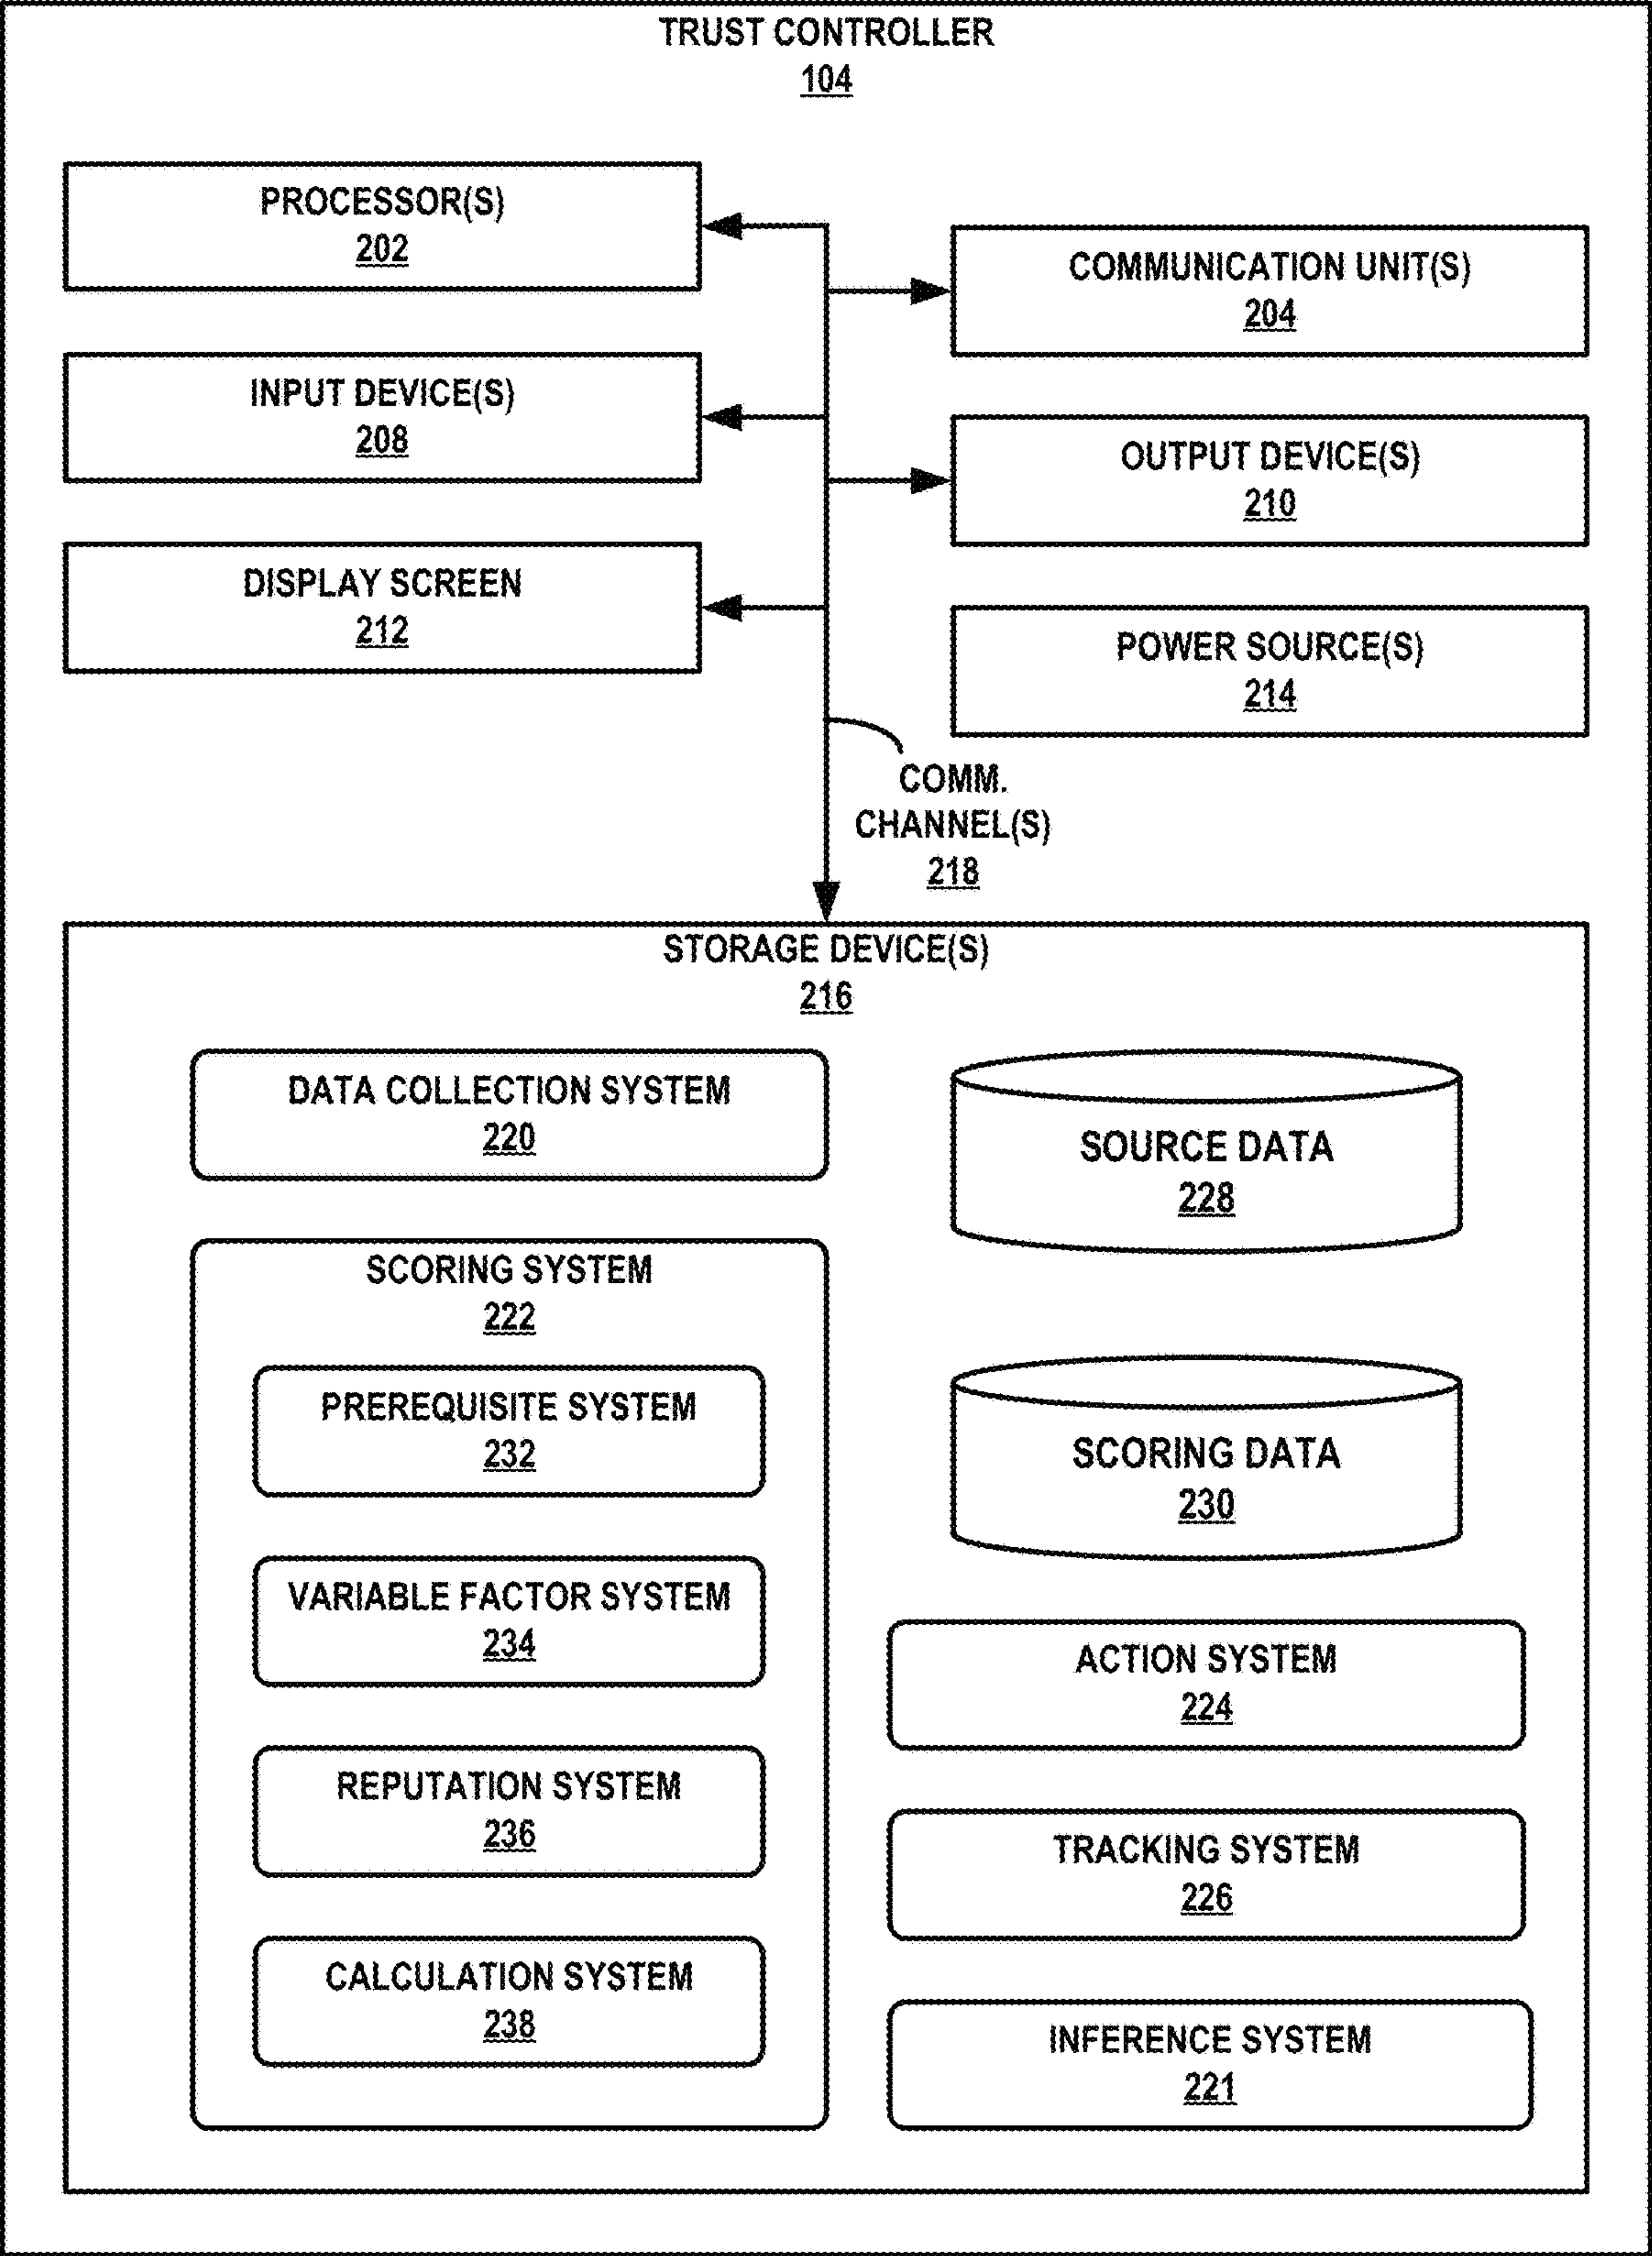 TRUST CONTROLLER
104
PROCESSOR(S)
202
COMMUNICATION UNIT(S)
204
INPUT DEVICE(S)
208
OUTPUT DEVICE(S)
210
DISPLAY SCREEN
212
POWER SOURCE(S)
214
COMM.
CHANNEL(S)
218
STORAGE DEVICE(S)
216
DATA COLLECTION SYSTEM
220
SCORING SYSTEM
222
PREREQUISITE SYSTEM
232
VARIABLE FACTOR SYSTEM
234
REPUTATION SYSTEM
236
CALCULATION SYSTEM
238
SOURCE DATA
228
SCORING DATA
230
ACTION SYSTEM
224
TRACKING SYSTEM
226
INFERENCE SYSTEM
221